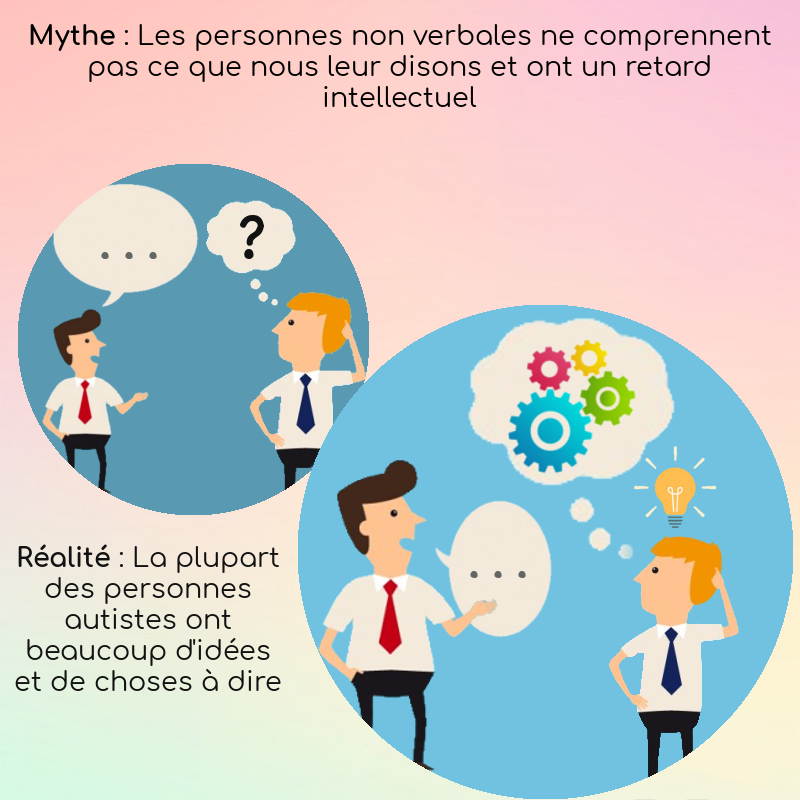 Mythe : Les personnes non verbales ne comprennent
pas ce que nous leur disons et ont un retard
intellectuel
. . .
?
. . .
Réalité : La plupart
des personnes
autistes ont
beaucoup d'idées
et de choses à dire